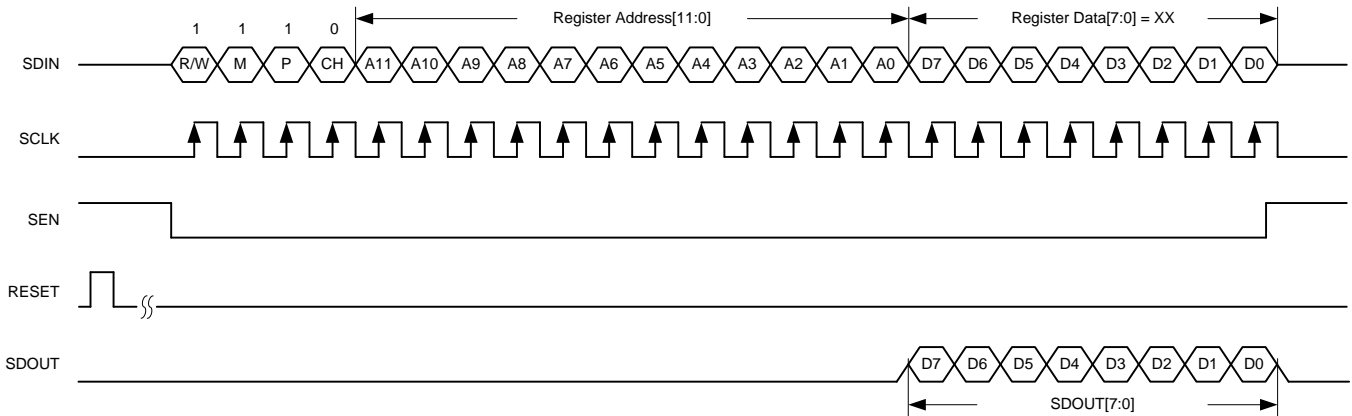 Register Address[11:0] Register Data[7:0] = XX
1 1 1 0
SDIN R/W M P CH A11 A10 A9 A8 A7 A6 A5 A4 A3 A2 A1 A0 D7 D6 D5 D4 D3 D2 D1 D0
SCLK
SEN
RESET
SDOUT D7 D6 D5 D4 D3 D2 D1 D0
SDOUT[7:0]